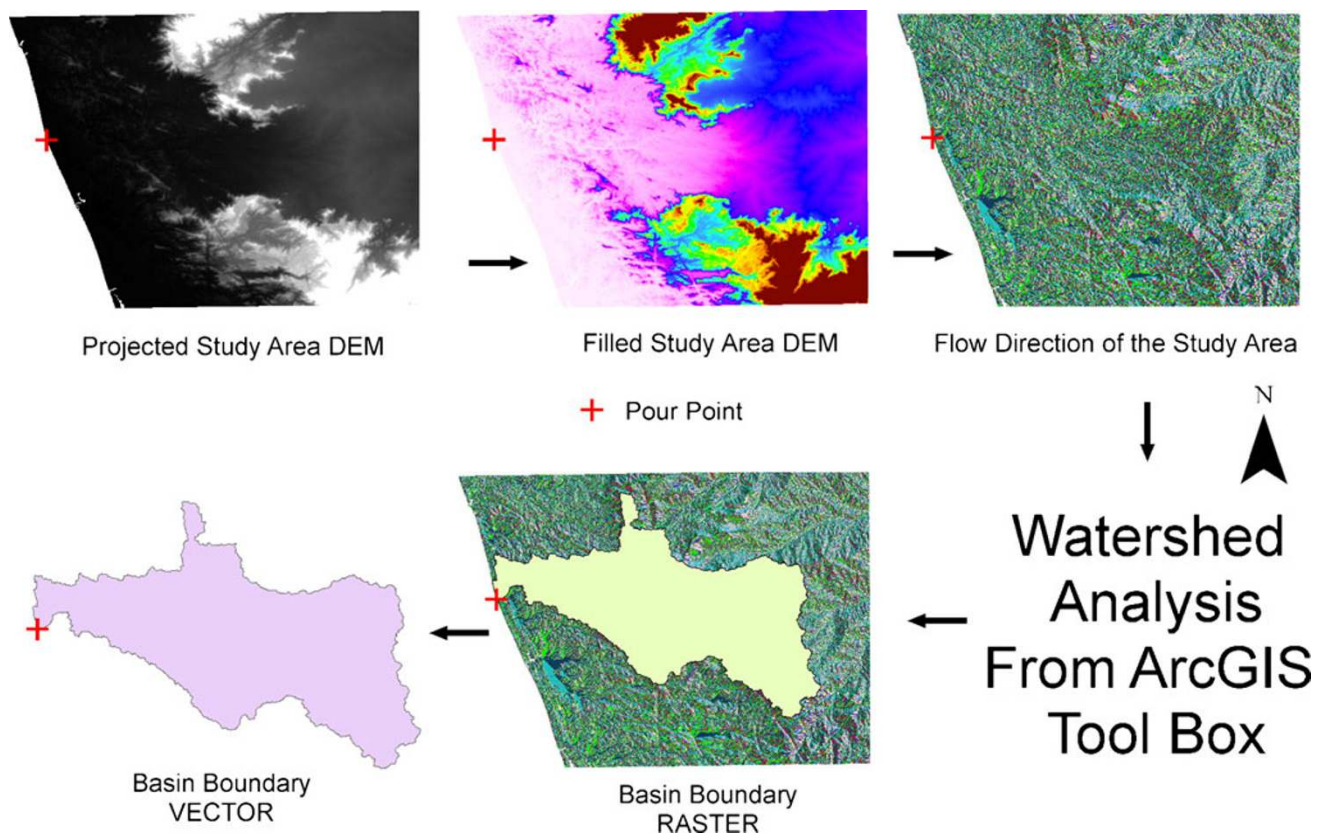 Projected Study Area DEM
Filled Study Area DEM
Flow Direction of the Study Area
Pour Point
N
Watershed
Analysis
From ArcGIS
Tool Box
Basin Boundary
RASTER
Basin Boundary
VECTOR